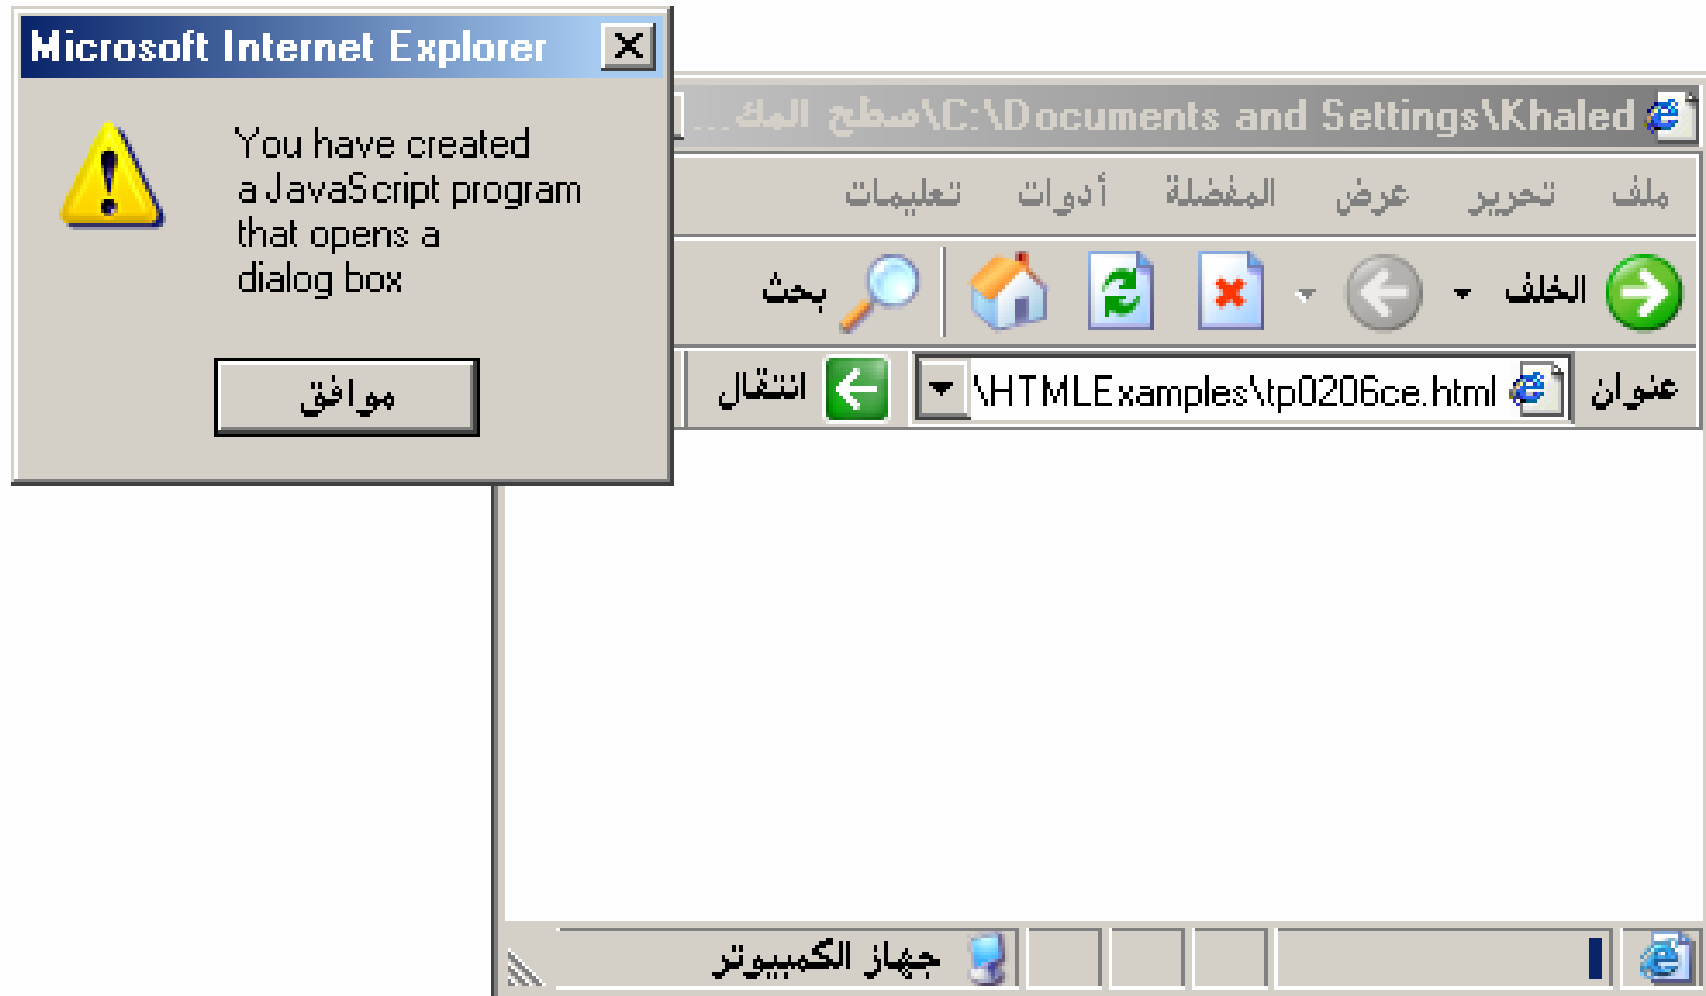 Microsoft Internet Explorer
You have created
a JavaScript program
that opens a
dialog box
موافق
C:\Documents and Settings\Khaled\سطح المك...
ملف تحرير عرض المفضلة أدوات تعليمات
الخلف بحث
عنوان \HTMLExamples\tp0206ce.html انتقال
جهاز الكمبيوتر